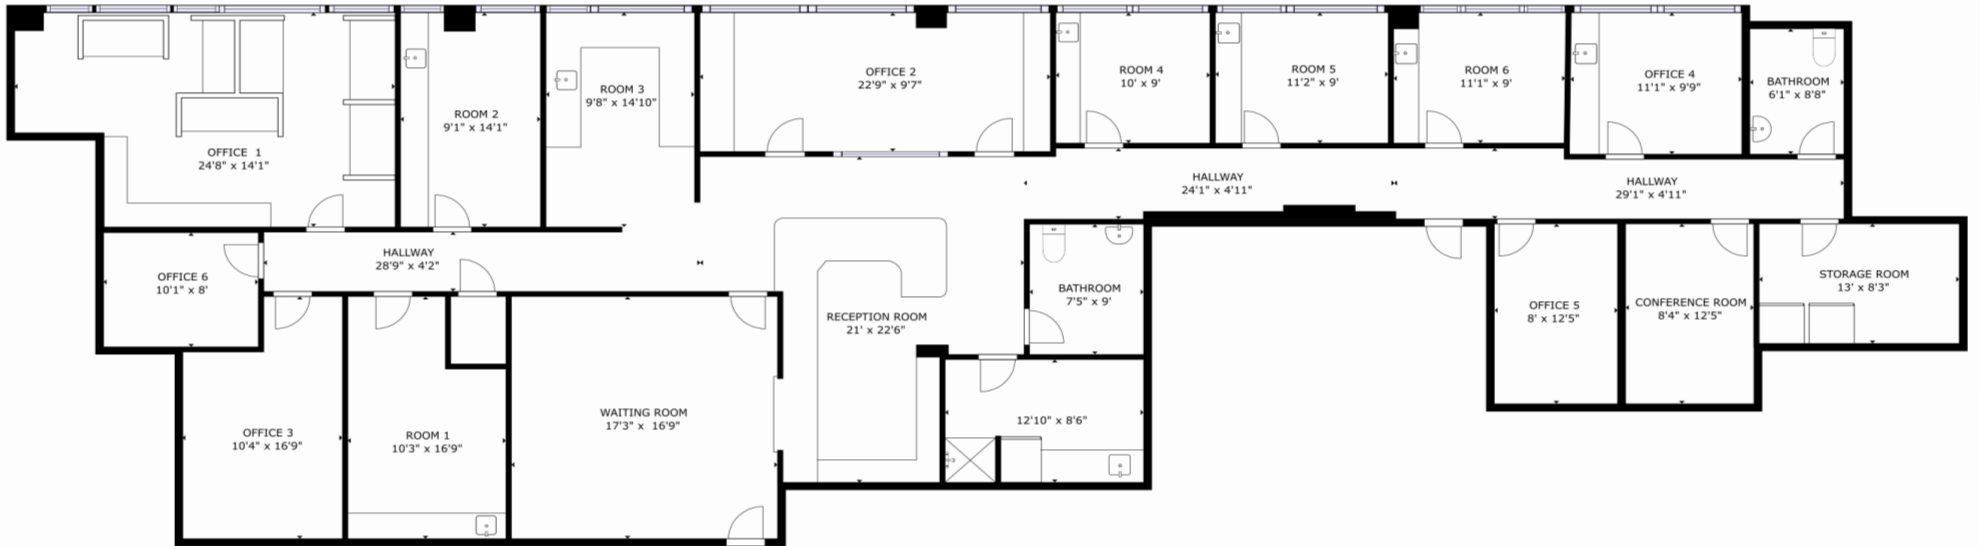 OFFICE 1
24'8" x 14'1"
ROOM 2
9'1" x 14'1"
ROOM 3
9'8" x 14'10"
OFFICE 2
22'9" x 9'7"
ROOM 4
10' x 9'
ROOM 5
11'2" x 9'
ROOM 6
11'1" x 9'
OFFICE 4
11'1" x 9'9"
BATHROOM
6'1" x 8'8"
HALLWAY
24'1" x 4'11"
HALLWAY
29'1" x 4'11"
OFFICE 6
10'1" x 8'
HALLWAY
28'9" x 4'2"
RECEPTION ROOM
21' x 22'6"
BATHROOM
7'5" x 9'
OFFICE 5
8' x 12'5"
CONFERENCE ROOM
8'4" x 12'5"
STORAGE ROOM
13' x 8'3"
OFFICE 3
10'4" x 16'9"
ROOM 1
10'3" x 16'9"
WAITING ROOM
17'3" x 16'9"
12'10" x 8'6"